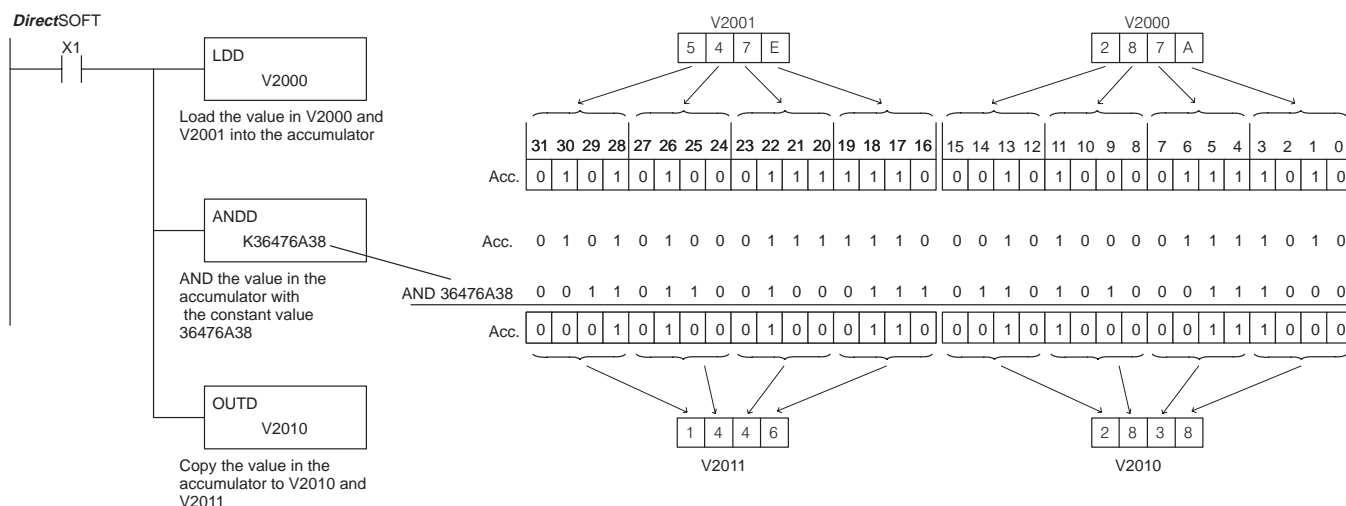 DirectSOFT
X1
LDD
V2000
Load the value in V2000 and
V2001 into the accumulator
ANDD
K36476A38
AND the value in the
accumulator with
the constant value
36476A38
OUTD
V2010
Copy the value in the
accumulator to V2010 and
V2011
V2001 V2000
5 4 7 E 2 8 7 A
31 30 29 28 27 26 25 24 23 22 21 20 19 18 17 16 15 14 13 12 11 10 9 8 7 6 5 4 3 2 1 0
Acc. 0 1 0 1 0 1 0 0 0 1 1 1 1 1 1 0 0 0 1 0 1 0 0 0 0 1 1 1 1 0 1 0
Acc. 0 1 0 1 0 1 0 0 0 1 1 1 1 1 1 0 0 0 1 0 1 0 0 0 0 1 1 1 1 0 1 0
AND 36476A38 0 0 1 1 0 1 1 0 0 1 0 0 0 1 1 1 0 1 1 0 1 0 1 0 0 0 1 1 1 0 0 0
Acc. 0 0 0 1 0 1 0 0 0 1 0 0 0 1 1 0 0 0 1 0 1 0 0 0 0 0 1 1 1 0 0 0
1 4 4 6 2 8 3 8
V2011 V2010